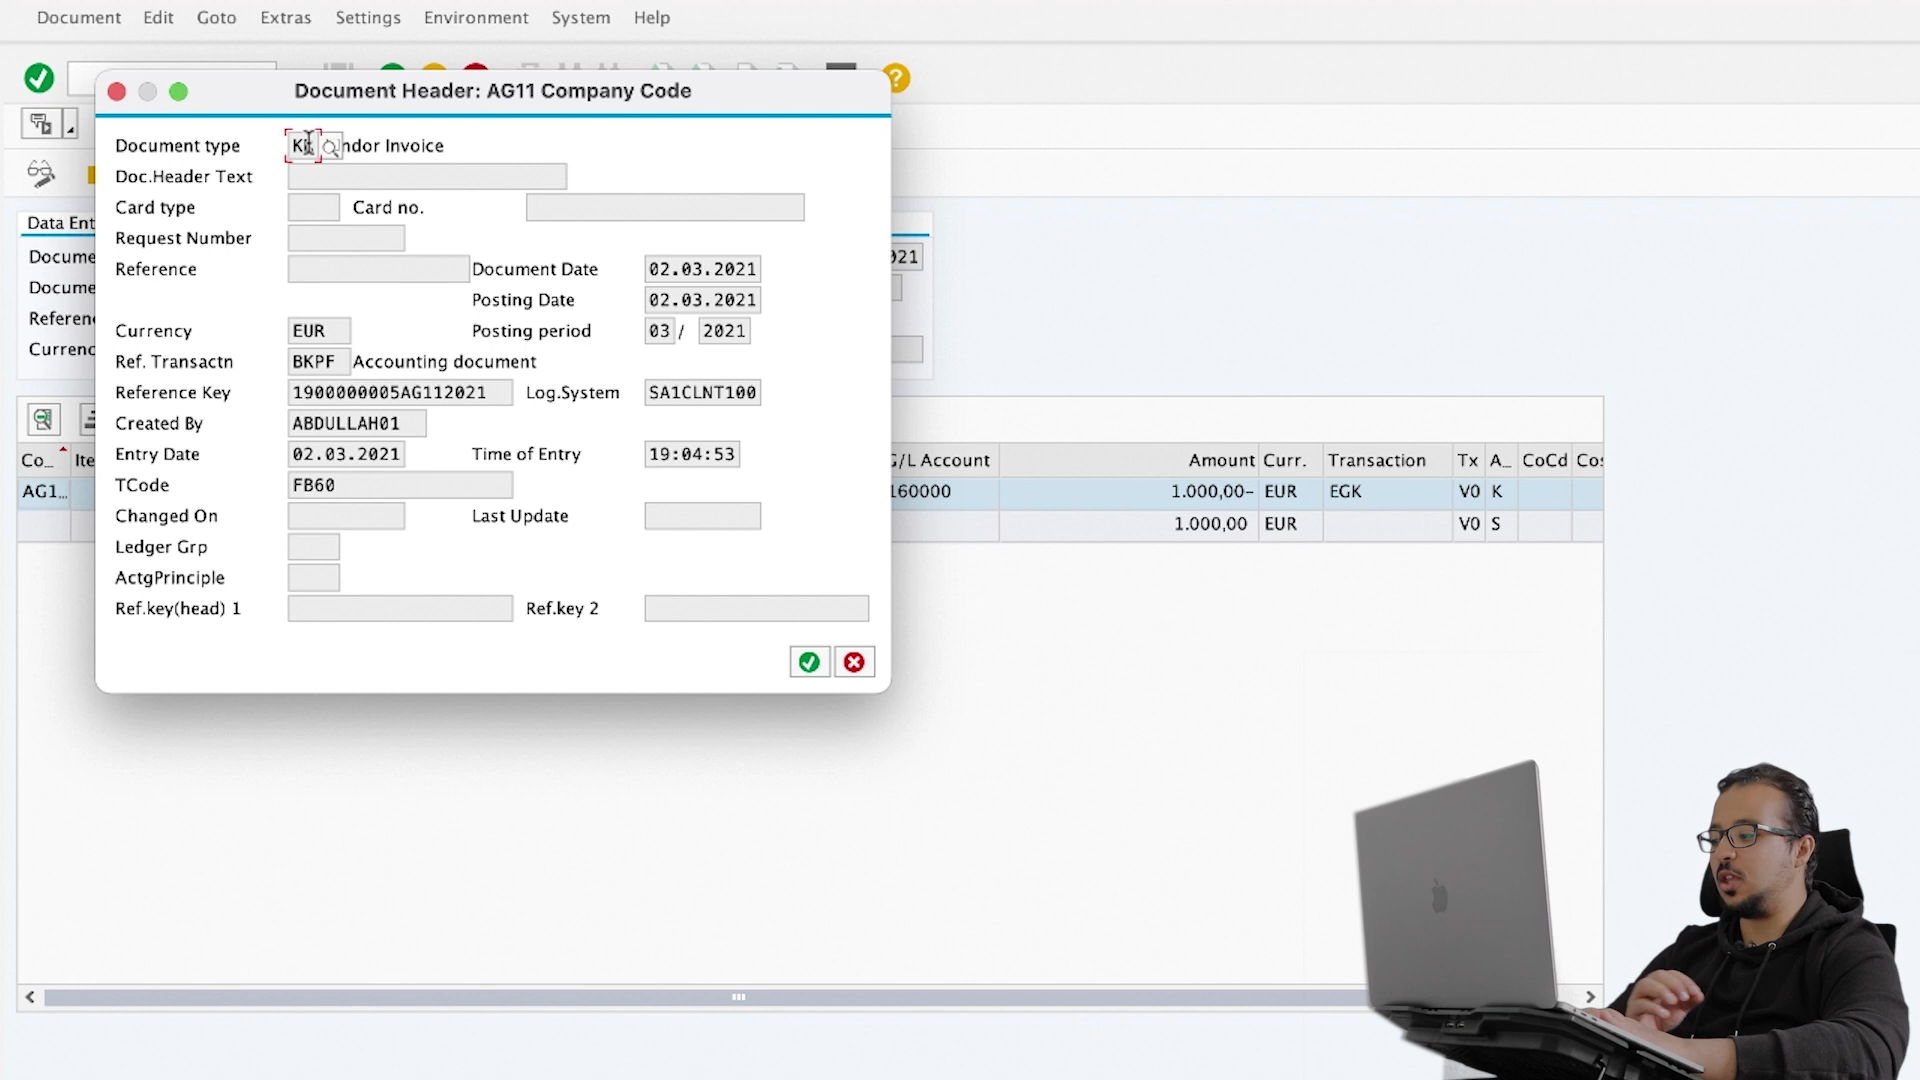 Document Edit Goto Extras Settings Environment System Help
Document Header: AG11 Company Code
Document type ndor Invoice
Doc.Header Text
Card type Card no.
Request Number
Reference Document Date 02.03.2021
Posting Date 02.03.2021
Currency EUR Posting period 03 / 2021
Ref. Transactn BKPF Accounting document
Reference Key 1900000005AG112021 Log.System SA1CLNT100
Created By ABDULLAH01
Entry Date 02.03.2021 Time of Entry 19:04:53
TCode FB60
Changed On Last Update
Ledger Grp
ActgPrinciple
Ref.key(head) 1 Ref.key 2
Data Ent
Docume 021
Docume
Referen
Currenc
Co... Ite G/L Account Amount Curr. Transaction Tx A... CoCd Cos
AG1... 160000 1.000,00- EUR EGK V0 K
1.000,00 EUR V0 S